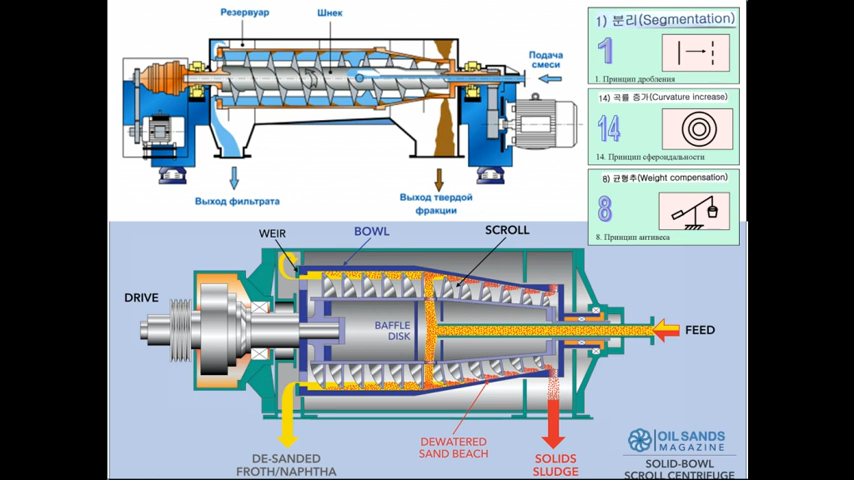 Резервуар
Шнек
Подача
смеси
Выход фильтрата
Выход твердой
фракции
1) 분리(Segmentation)
1
1. Принцип дробления
14) 곡률 증가(Curvature increase)
14
14. Принцип сфероидальности
8) 균형추(Weight compensation)
8
8. Принцип антивеса
WEIR
BOWL
SCROLL
DRIVE
BAFFLE
DISK
FEED
DE-SANDED
FROTH/NAPHTHA
DEWATERED
SAND BEACH
SOLIDS
SLUDGE
OIL SANDS
MAGAZINE
SOLID-BOWL
SCROLL CENTRIFUGE